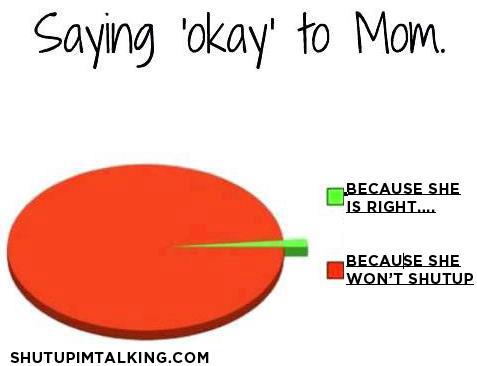 Saying 'okay' to Mom.
BECAUSE SHE
IS RIGHT....
BECAUSE SHE
WON'T SHUTUP
SHUTUPIMTALKING.COM